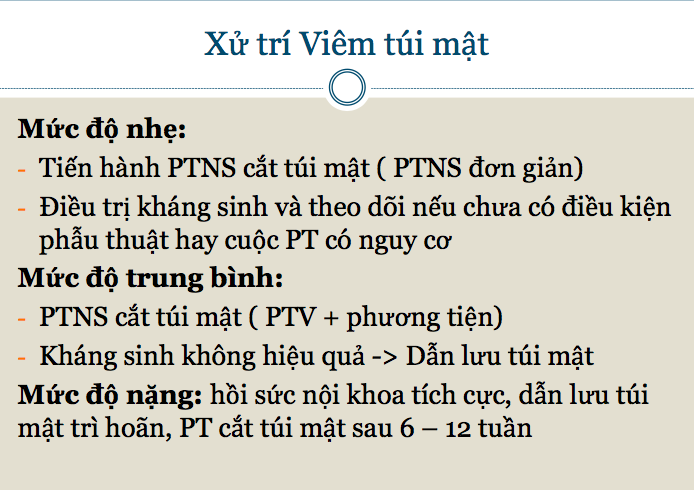 Xử trí Viêm túi mật
Mức độ nhẹ:
- Tiến hành PTNS cắt túi mật ( PTNS đơn giản)
- Điều trị kháng sinh và theo dõi nếu chưa có điều kiện
phẫu thuật hay cuộc PT có nguy cơ
Mức độ trung bình:
- PTNS cắt túi mật ( PTV + phương tiện)
- Kháng sinh không hiệu quả -> Dẫn lưu túi mật
Mức độ nặng: hồi sức nội khoa tích cực, dẫn lưu túi
mật trì hoãn, PT cắt túi mật sau 6 – 12 tuần